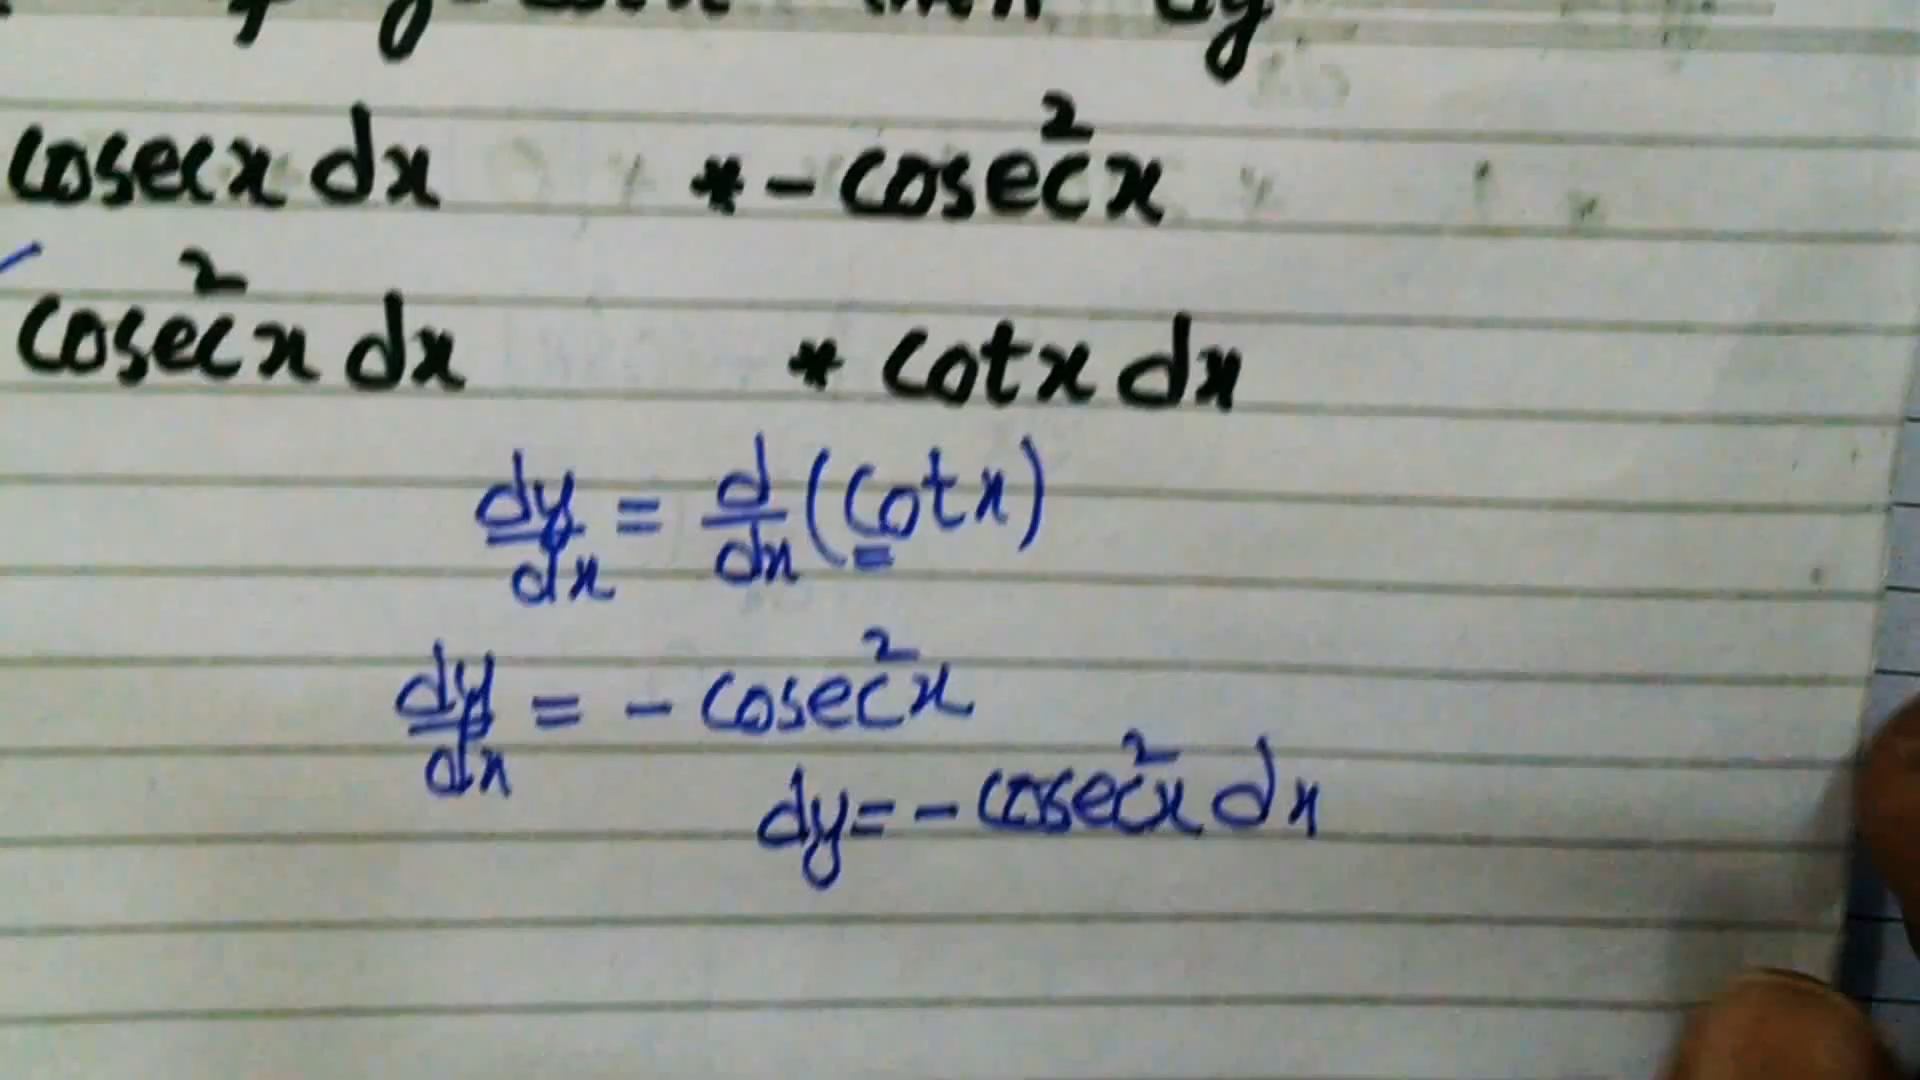 cosecx dx * - cosec²x
cosec²x dx * cotx dx
dy/dx = d/dx (cotx)
dy/dx = - cosec²x
dy = - cosec²x dx